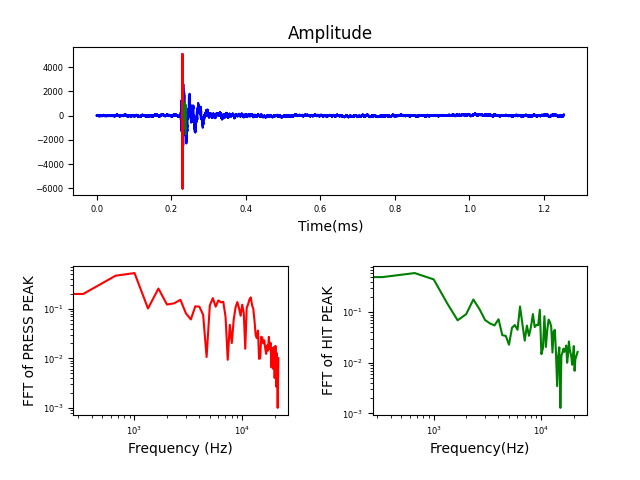 Amplitude
4000
2000
0
−2000
−4000
−6000
0.0 0.2 0.4 0.6 0.8 1.0 1.2
Time(ms)
FFT of PRESS PEAK
10⁻¹
10⁻²
10⁻³
10³ 10⁴
Frequency (Hz)
FFT of HIT PEAK
10⁻¹
10⁻²
10⁻³
10³ 10⁴
Frequency(Hz)